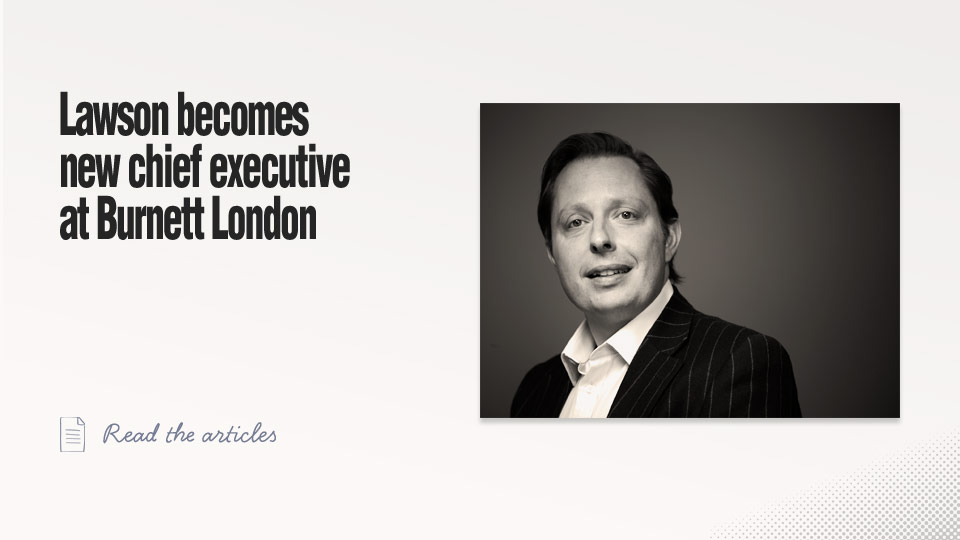 Lawson becomes
new chief executive
at Burnett London
Read the articles